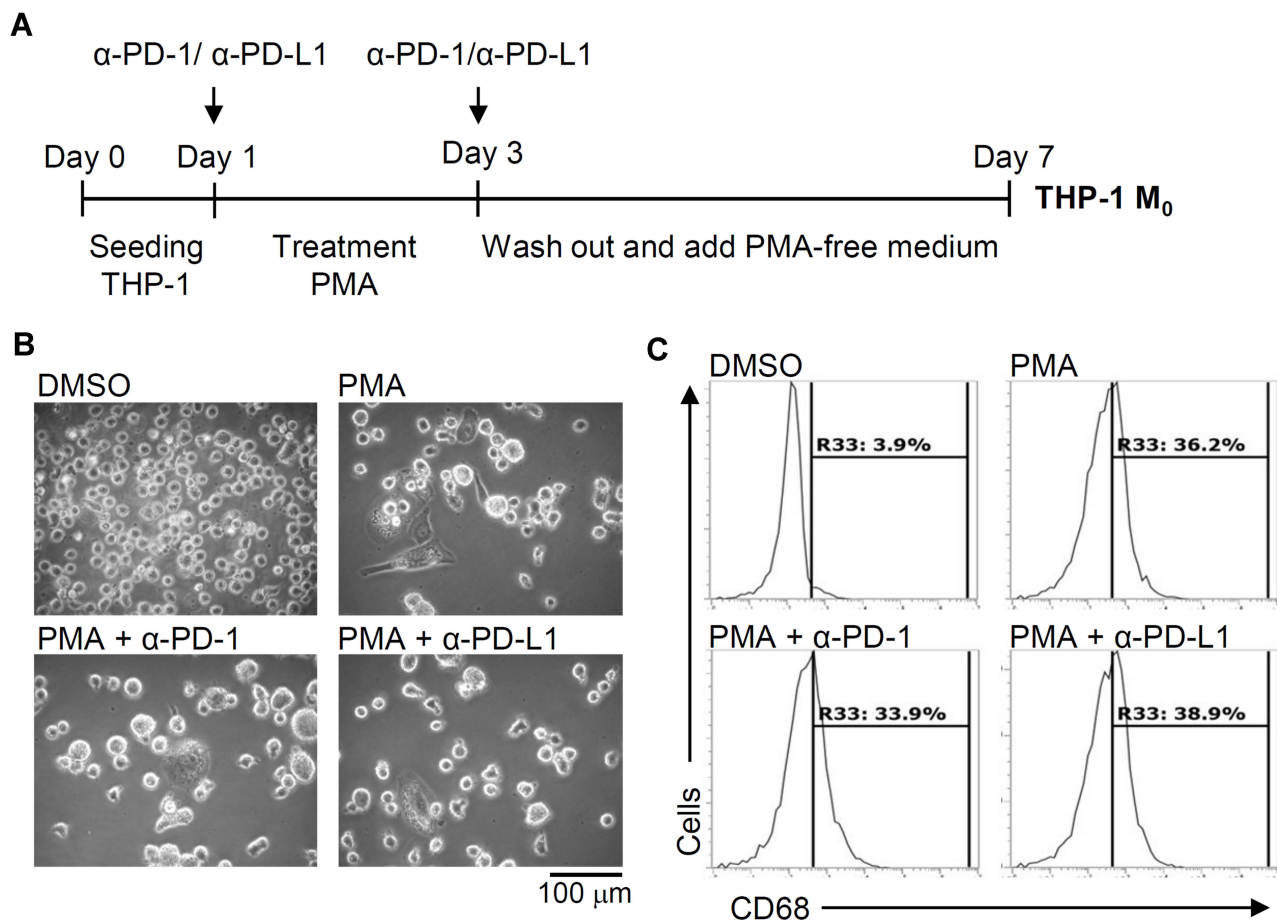 A
α-PD-1/ α-PD-L1
α-PD-1/α-PD-L1
Day 0
Day 1
Day 3
Day 7
THP-1 M₀
Seeding
THP-1
Treatment
PMA
Wash out and add PMA-free medium
B
DMSO
PMA
PMA + α-PD-1
PMA + α-PD-L1
100 μm
C
DMSO
PMA
R33: 3.9%
R33: 36.2%
PMA + α-PD-1
PMA + α-PD-L1
R33: 33.9%
R33: 38.9%
Cells
CD68